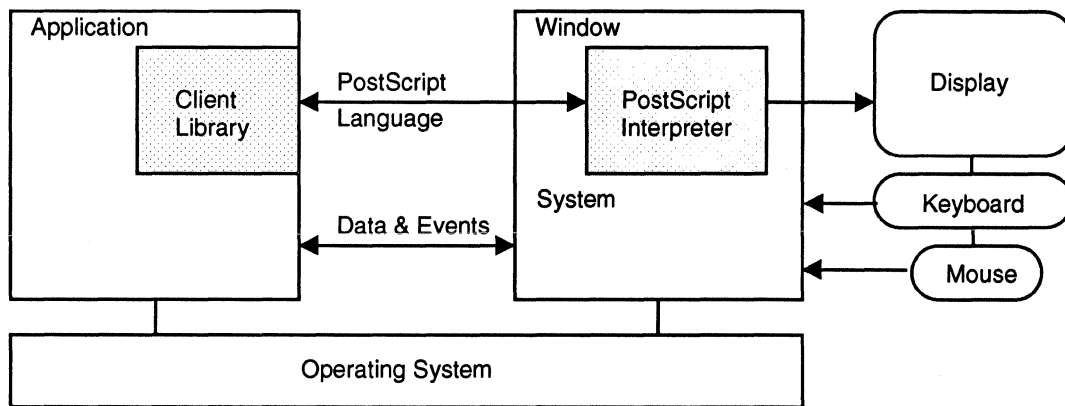 Application
Client
Library
PostScript
Language
Data & Events
Window
PostScript
Interpreter
System
Display
Keyboard
Mouse
Operating System